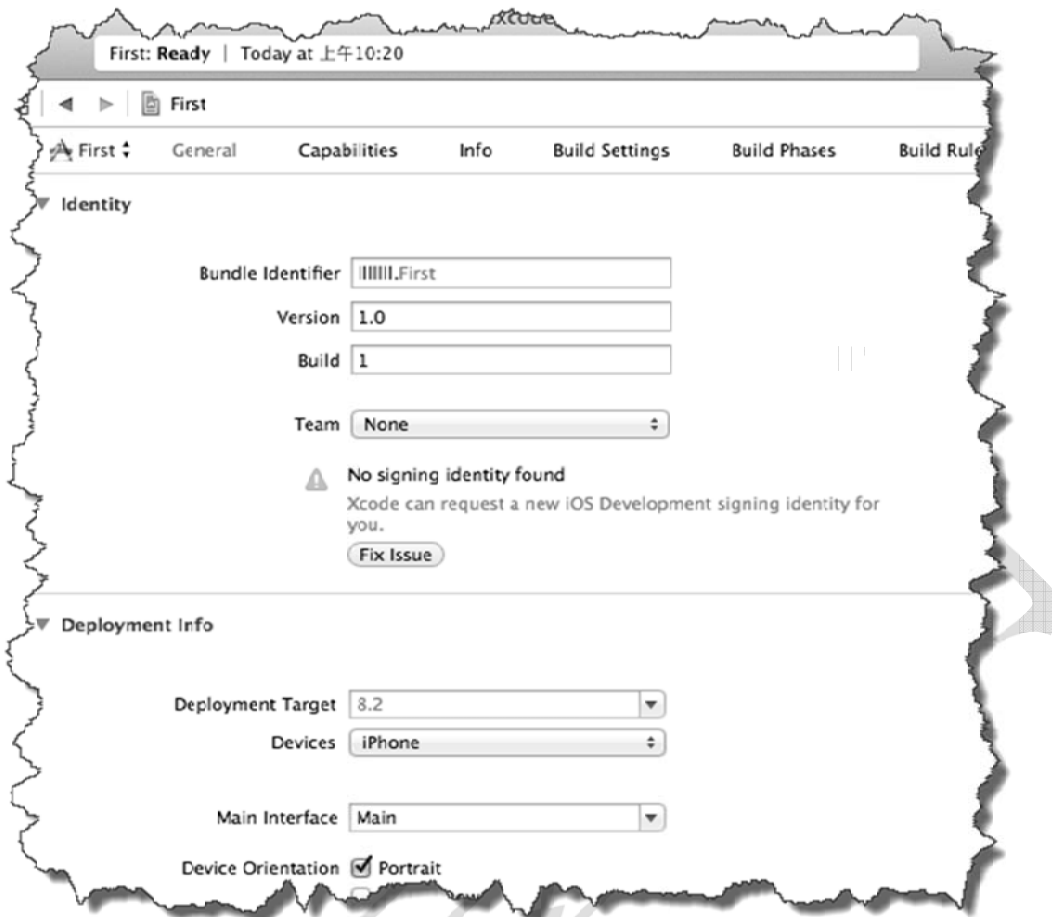 First: Ready | Today at 上午10:20
First
First General Capabilities Info Build Settings Build Phases Build Rule
Identity
Bundle Identifier .First
Version 1.0
Build 1
Team None
No signing identity found
Xcode can request a new iOS Development signing identity for
you.
Fix Issue
Deployment Info
Deployment Target 8.2
Devices iPhone
Main Interface Main
Device Orientation Portrait